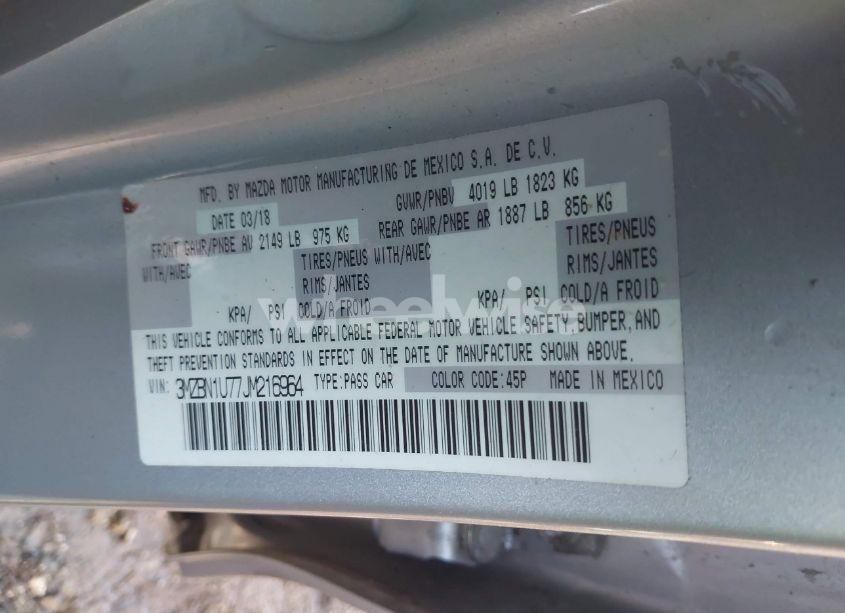 MFD. BY MAZDA MOTOR MANUFACTURING DE MEXICO S.A. DE C.V.
DATE 03/18 GVWR/PNBV 4019 LB 1823 KG
FRONT GAWR/PNBE AV 2149 LB 975 KG REAR GAWR/PNBE AR 1887 LB 856 KG
WITH/AVEC TIRES/PNEUS WITH/AVEC TIRES/PNEUS
RIMS/JANTES RIMS/JANTES
KPA/ PSI COLD/A FROID KPA/ PSI COLD/A FROID
wheelwise
THIS VEHICLE CONFORMS TO ALL APPLICABLE FEDERAL MOTOR VEHICLE SAFETY, BUMPER, AND
THEFT PREVENTION STANDARDS IN EFFECT ON THE DATE OF MANUFACTURE SHOWN ABOVE.
VIN: 3MZBN1U77JM216964 TYPE:PASS CAR COLOR CODE:45P MADE IN MEXICO